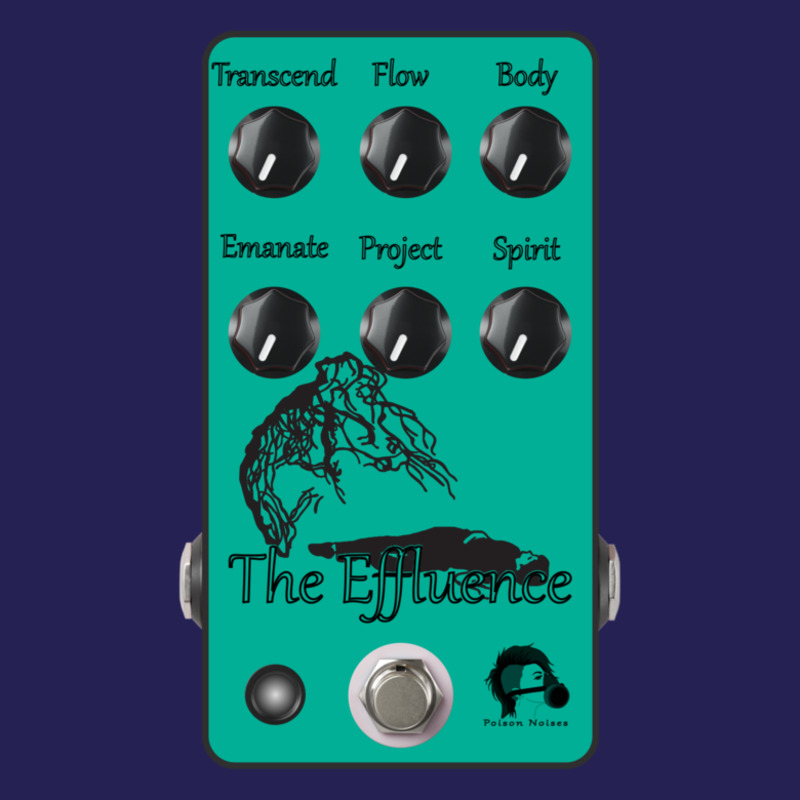 Transcend Flow Body
Emanate Project Spirit
The Effluence
Poison Noises